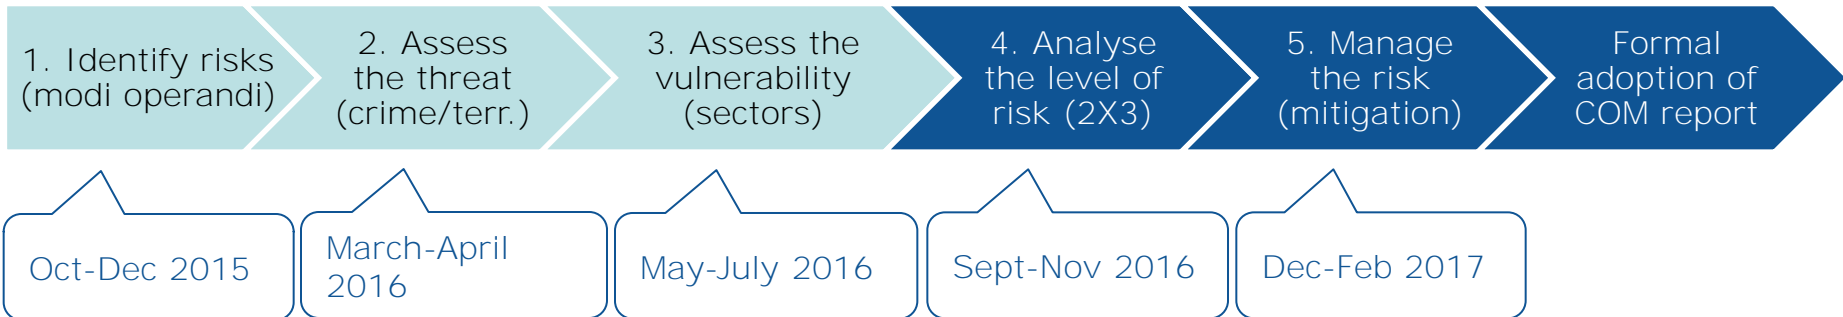 1. Identify risks
(modi operandi)
2. Assess
the threat
(crime/terr.)
3. Assess the
vulnerability
(sectors)
4. Analyse
the level of
risk (2X3)
5. Manage
the risk
(mitigation)
Formal
adoption of
COM report
Oct-Dec 2015
March-April
2016
May-July 2016
Sept-Nov 2016
Dec-Feb 2017